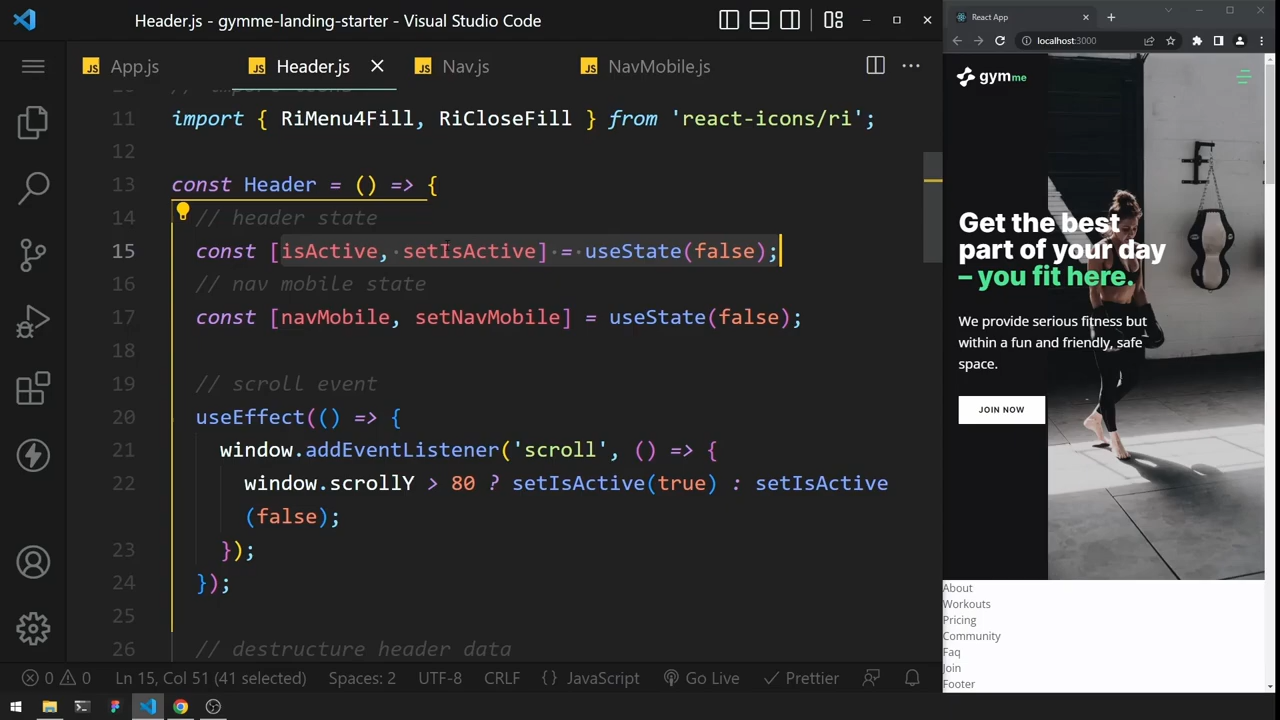 Header.js - gymme-landing-starter - Visual Studio Code
JS App.js
JS Header.js
JS Nav.js
JS NavMobile.js
11 import { RiMenu4Fill, RiCloseFill } from 'react-icons/ri';
12
13 const Header = () => {
14 // header state
15 const [isActive, setIsActive] = useState(false);
16 // nav mobile state
17 const [navMobile, setNavMobile] = useState(false);
18
19 // scroll event
20 useEffect(() => {
21 window.addEventListener('scroll', () => {
22 window.scrollY > 80 ? setIsActive(true) : setIsActive
(false);
23 });
24 });
25
26 // destructure header data
0 0 Ln 15, Col 51 (41 selected) Spaces: 2 UTF-8 CRLF {} JavaScript Go Live Prettier
React App
localhost:3000
gymme
Get the best
part of your day
– you fit here.
We provide serious fitness but
within a fun and friendly, safe
space.
JOIN NOW
About
Workouts
Pricing
Community
Faq
Join
Footer